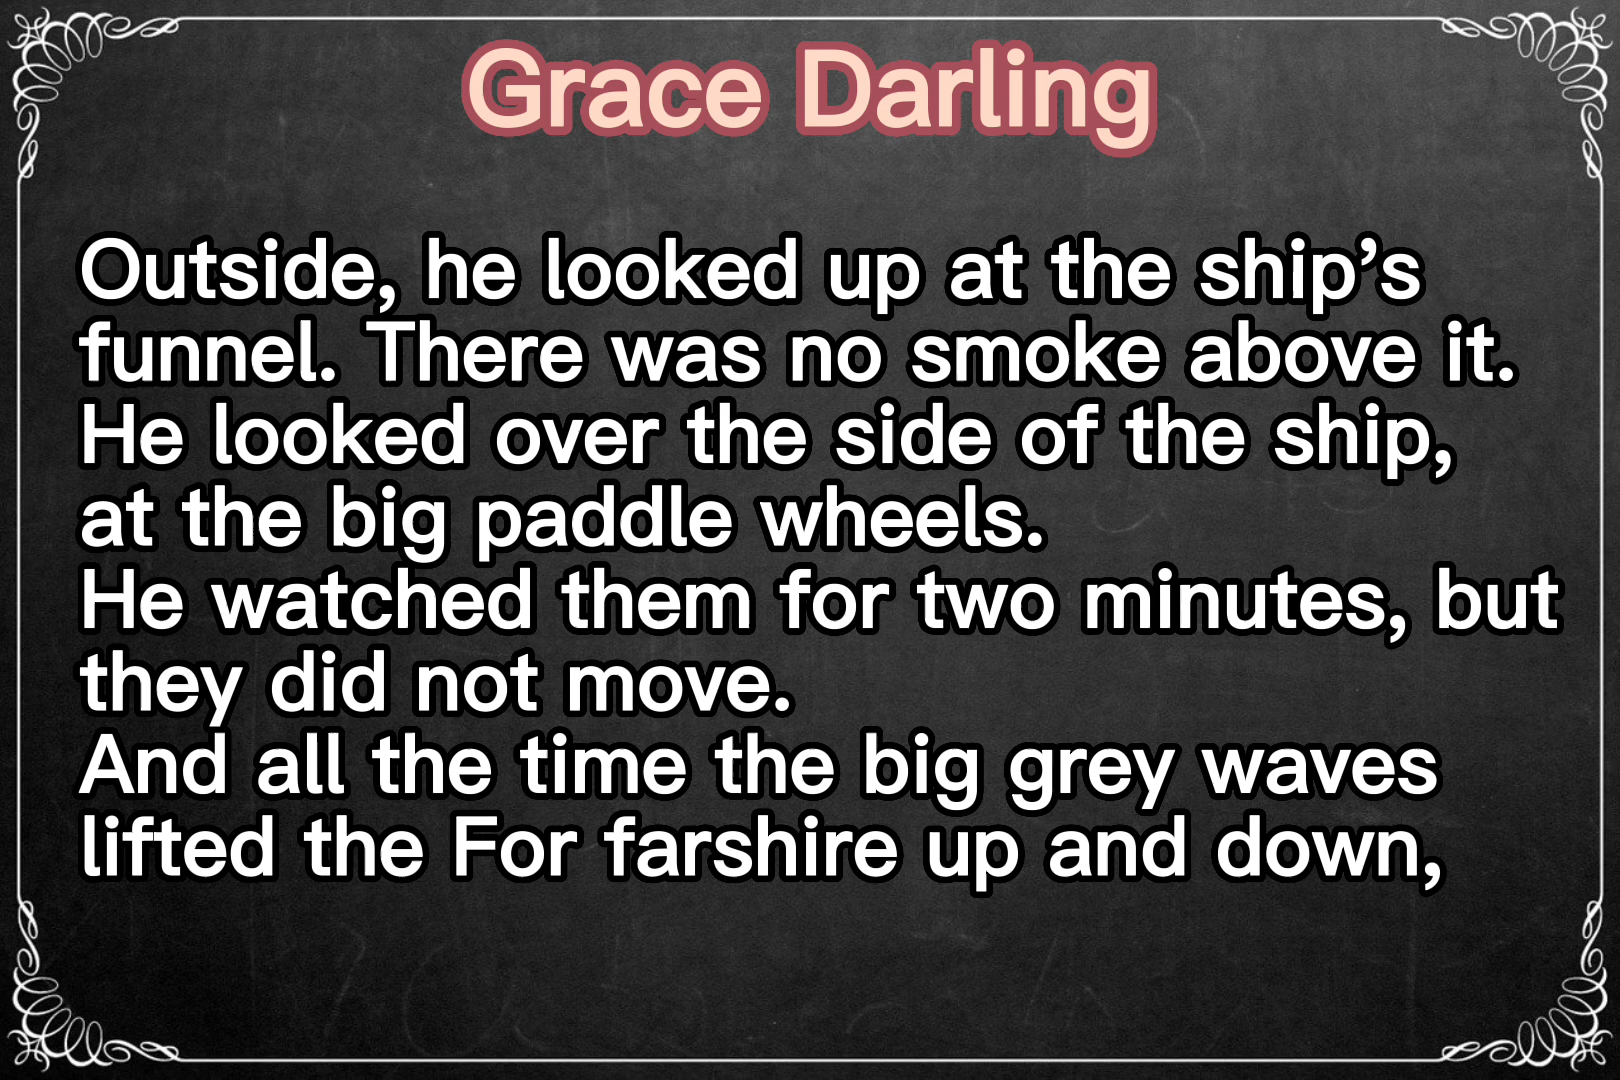 Grace Darling
Outside, he looked up at the ship’s
funnel. There was no smoke above it.
He looked over the side of the ship,
at the big paddle wheels.
He watched them for two minutes, but
they did not move.
And all the time the big grey waves
lifted the For farshire up and down,